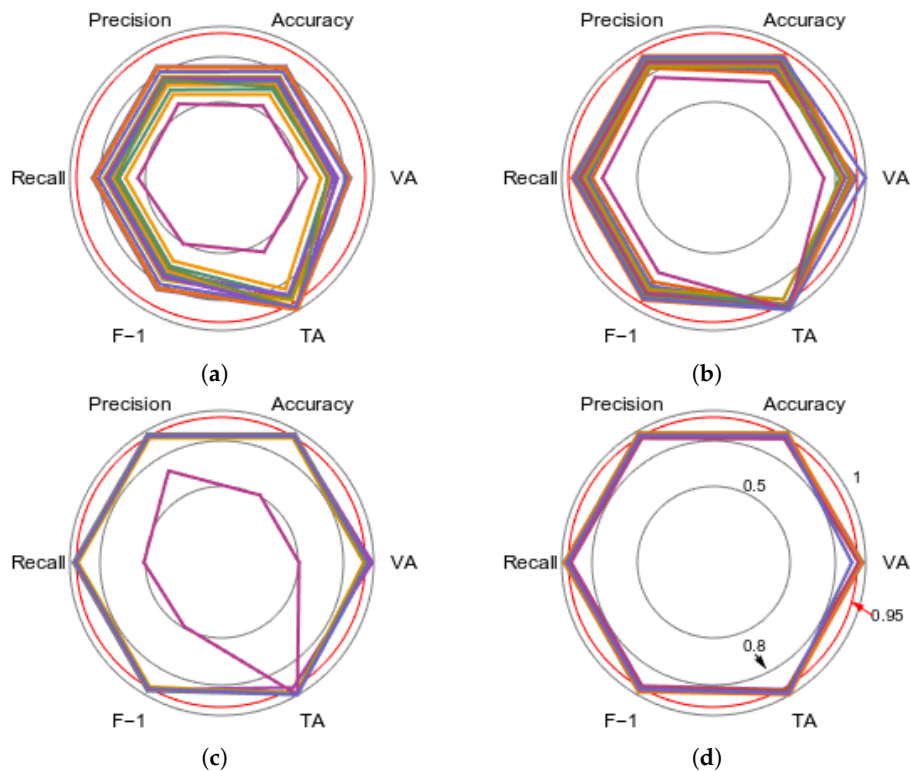 Precision Accuracy Precision Accuracy
Recall VA Recall VA
F−1 TA F−1 TA
(a) (b)
Precision Accuracy Precision Accuracy
0.5 1
Recall VA Recall VA
0.95
0.8
F−1 TA F−1 TA
(c) (d)